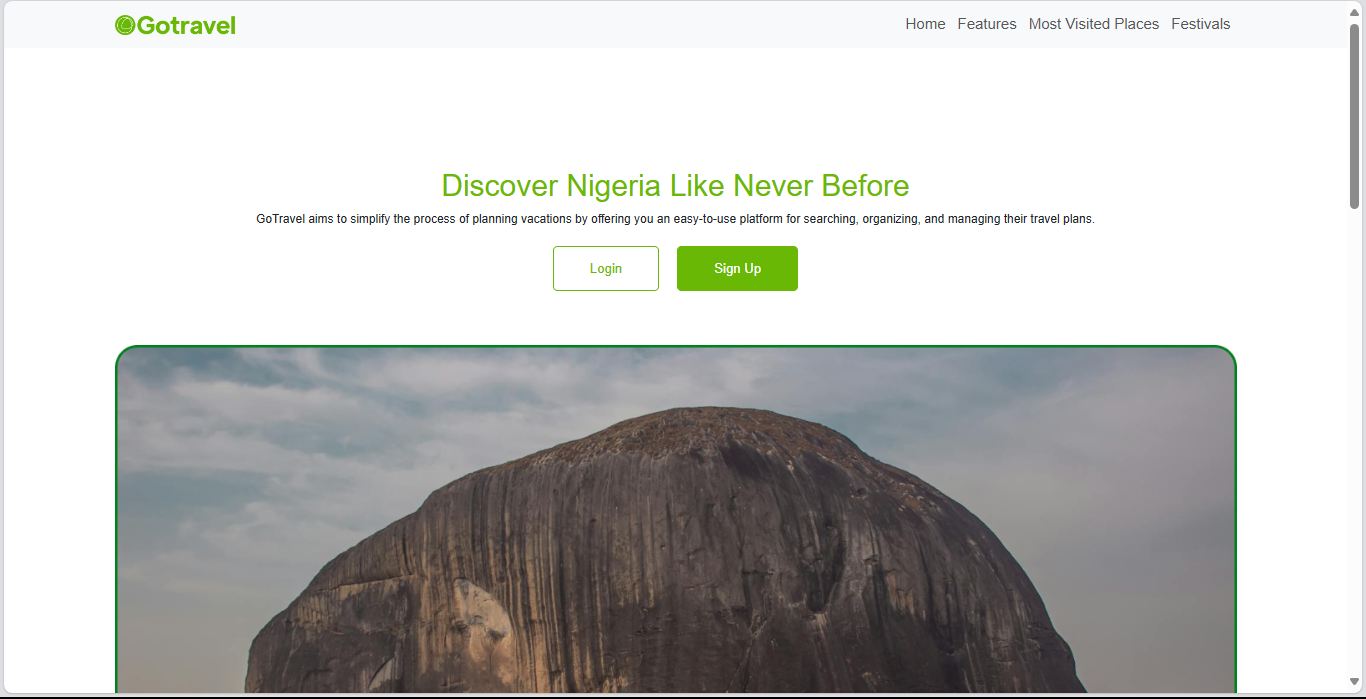 Gotravel
Home Features Most Visited Places Festivals
Discover Nigeria Like Never Before
GoTravel aims to simplify the process of planning vacations by offering you an easy-to-use platform for searching, organizing, and managing their travel plans.
Login Sign Up